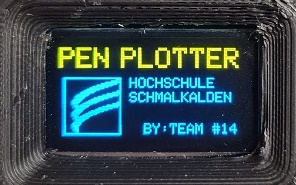 PEN PLOTTER
HOCHSCHULE
SCHMALKALDEN
BY:TEAM #14